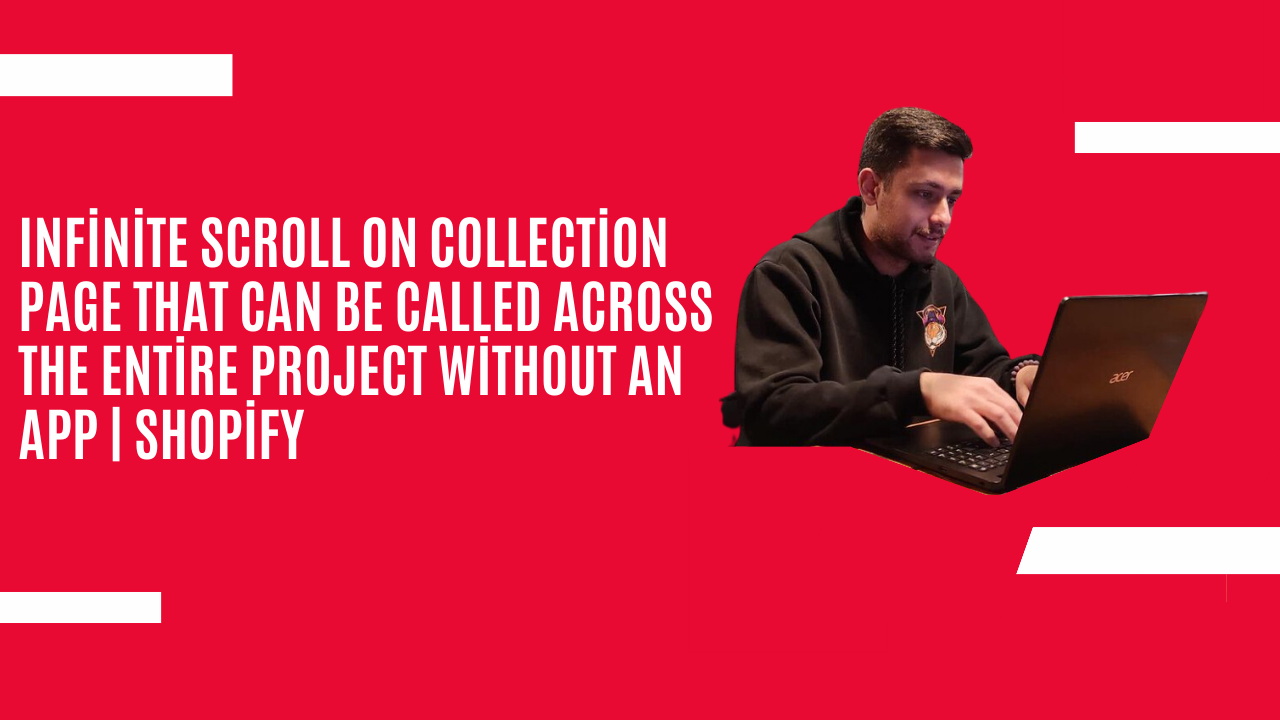 INFİNİTE SCROLL ON COLLECTİON
PAGE THAT CAN BE CALLED ACROSS
THE ENTİRE PROJECT WİTHOUT AN
APP | SHOPİFY
acer